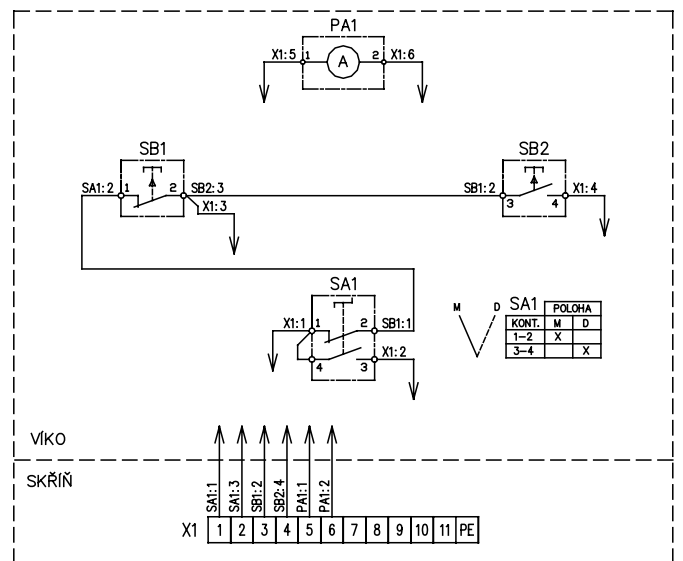 PA1
X1:5 1 A 2 X1:6
SB1
SB2
SA1:2 1 2 SB2:3
X1:3
SB1:2 3 4 X1:4
SA1
X1:1 1 2 SB1:1
4 3 X1:2
M D SA1 POLOHA
KONT. M D
1-2 X
3-4 X
VÍKO
SKŘÍŇ
SA1:1 SA1:3 SB1:2 SB2:4 PA1:1 PA1:2
X1 1 2 3 4 5 6 7 8 9 10 11 PE